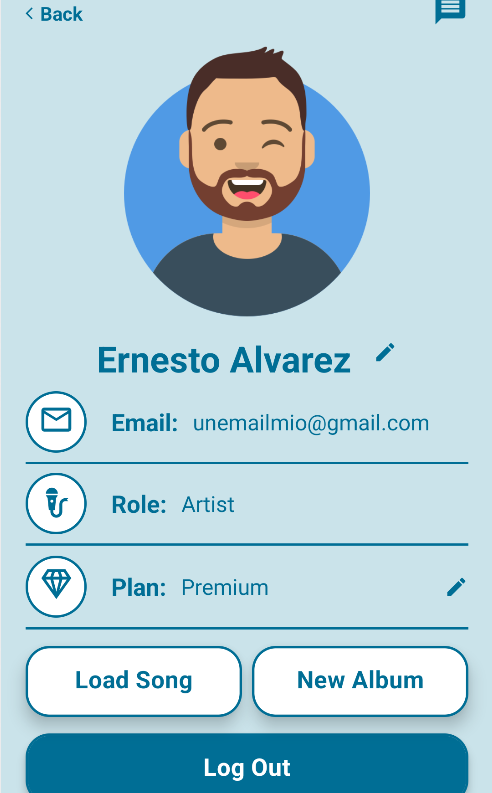 Back
Ernesto Alvarez
Email: unemailmio@gmail.com
Role: Artist
Plan: Premium
Load Song New Album
Log Out